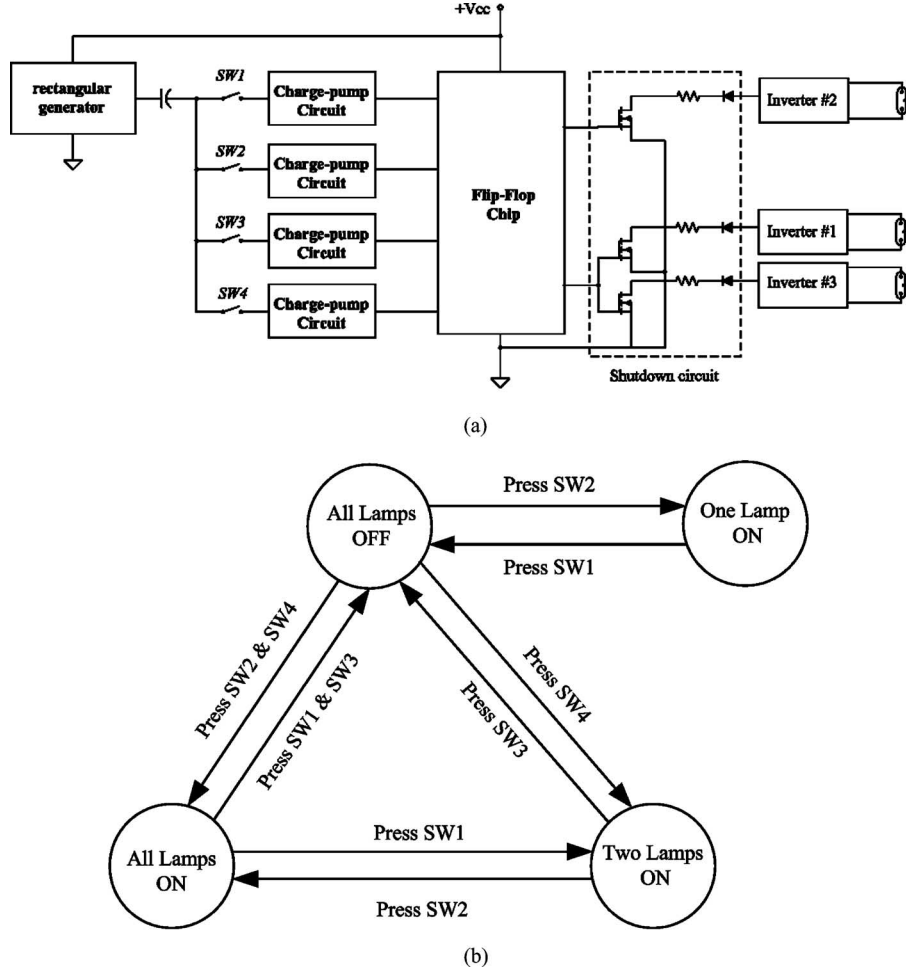 +Vcc
rectangular
generator
SW1
Charge-pump
Circuit
SW2
Charge-pump
Circuit
SW3
Charge-pump
Circuit
SW4
Charge-pump
Circuit
Flip-Flop
Chip
Inverter #2
Inverter #1
Inverter #3
Shutdown circuit
(a)
All Lamps
OFF
Press SW2
Press SW1
One Lamp
ON
Press SW2 & SW4
Press SW1 & SW3
Press SW4
Press SW3
All Lamps
ON
Press SW1
Press SW2
Two Lamps
ON
(b)